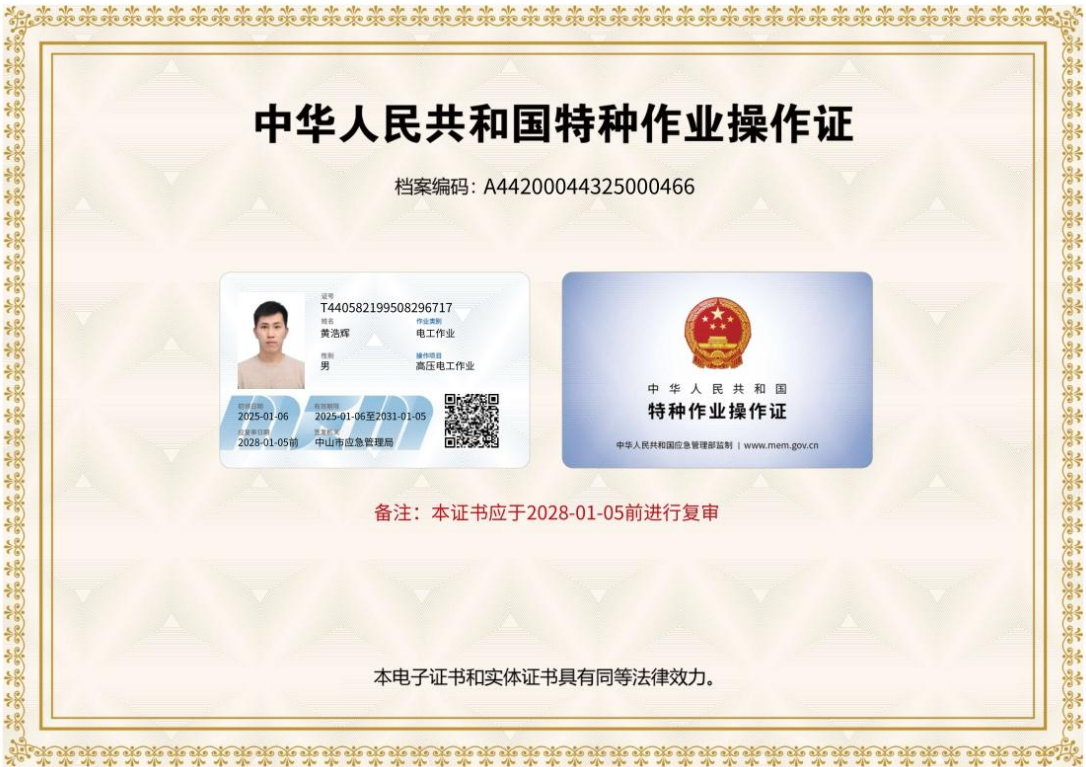 中华人民共和国特种作业操作证
档案编码：A44200044325000466
证号
T440582199508296717
姓名
黄浩辉
作业类别
电工作业
性别
男
操作项目
高压电工作业
初领日期
2025-01-06
有效期限
2025-01-06至2031-01-05
应复审日期
2028-01-05前
签发机关
中山市应急管理局
中华人民共和国
特种作业操作证
中华人民共和国应急管理部监制 | www.mem.gov.cn
备注：本证书应于2028-01-05前进行复审
本电子证书和实体证书具有同等法律效力。